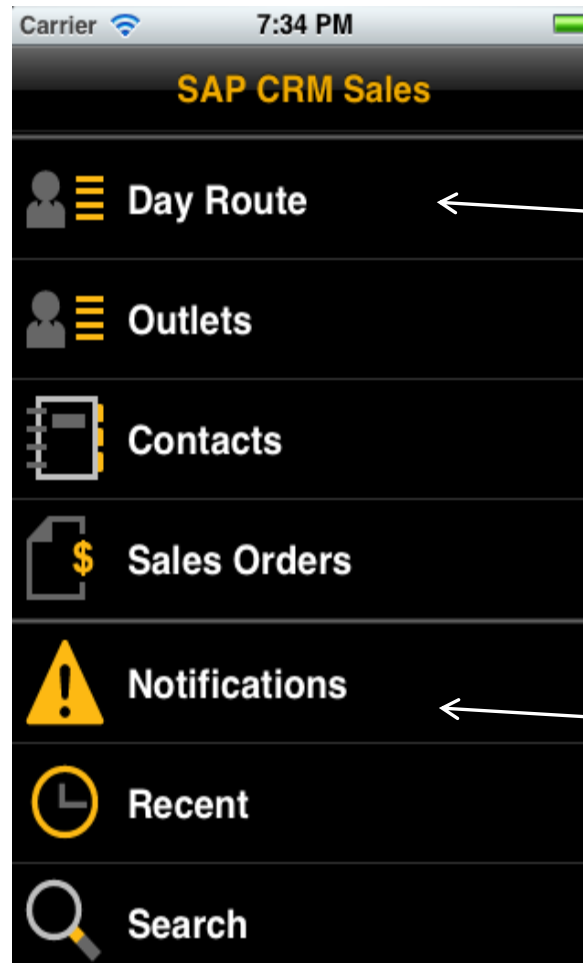 Carrier 7:34 PM
SAP CRM Sales
Day Route
Outlets
Contacts
$
Sales Orders
Notifications
Recent
Search